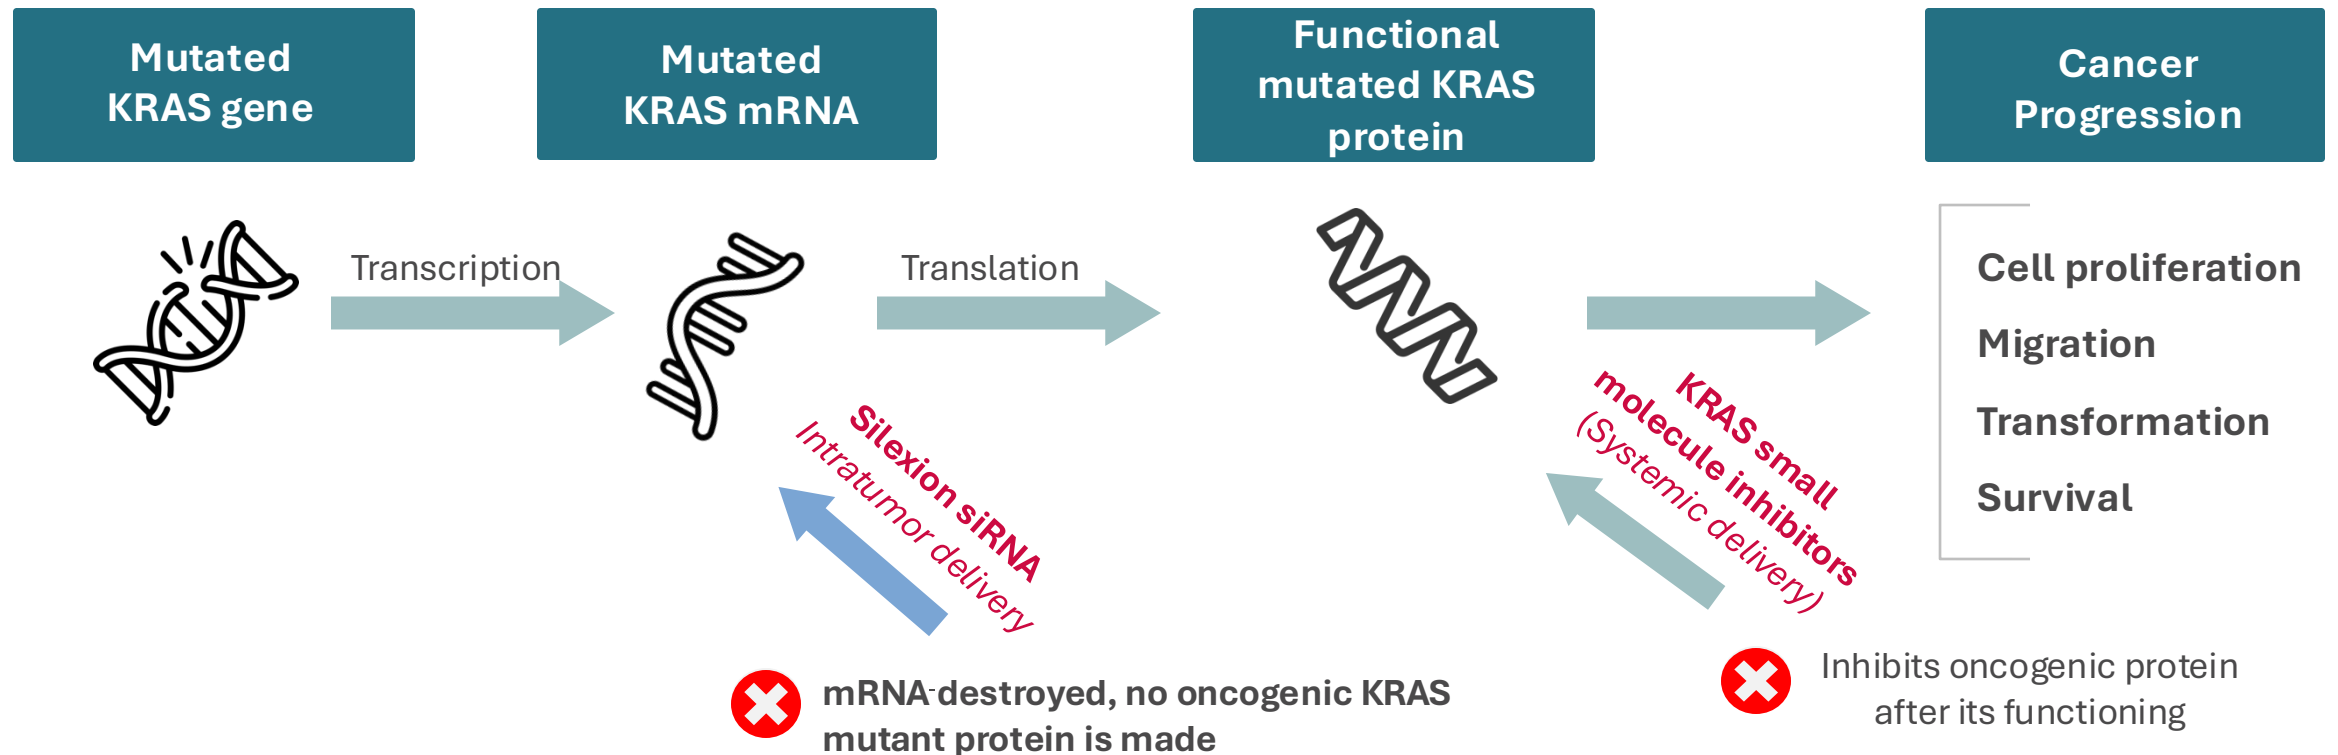 Mutated
KRAS gene
Mutated
KRAS mRNA
Functional
mutated KRAS
protein
Cancer
Progression
Transcription
Translation
Cell proliferation
Migration
Transformation
Survival
Silexion siRNA
Intratumor delivery
KRAS small
molecule inhibitors
(Systemic delivery)
mRNA-destroyed, no oncogenic KRAS
mutant protein is made
Inhibits oncogenic protein
after its functioning